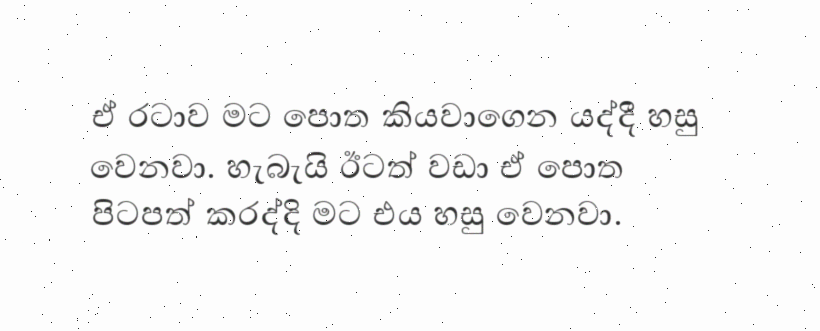 ඒ රටාව මට පොත කියවාගෙන යද්දී හසු
වෙනවා. හැබැයි ඊටත් වඩා ඒ පොත
පිටපත් කරද්දි මට එය හසු වෙනවා.